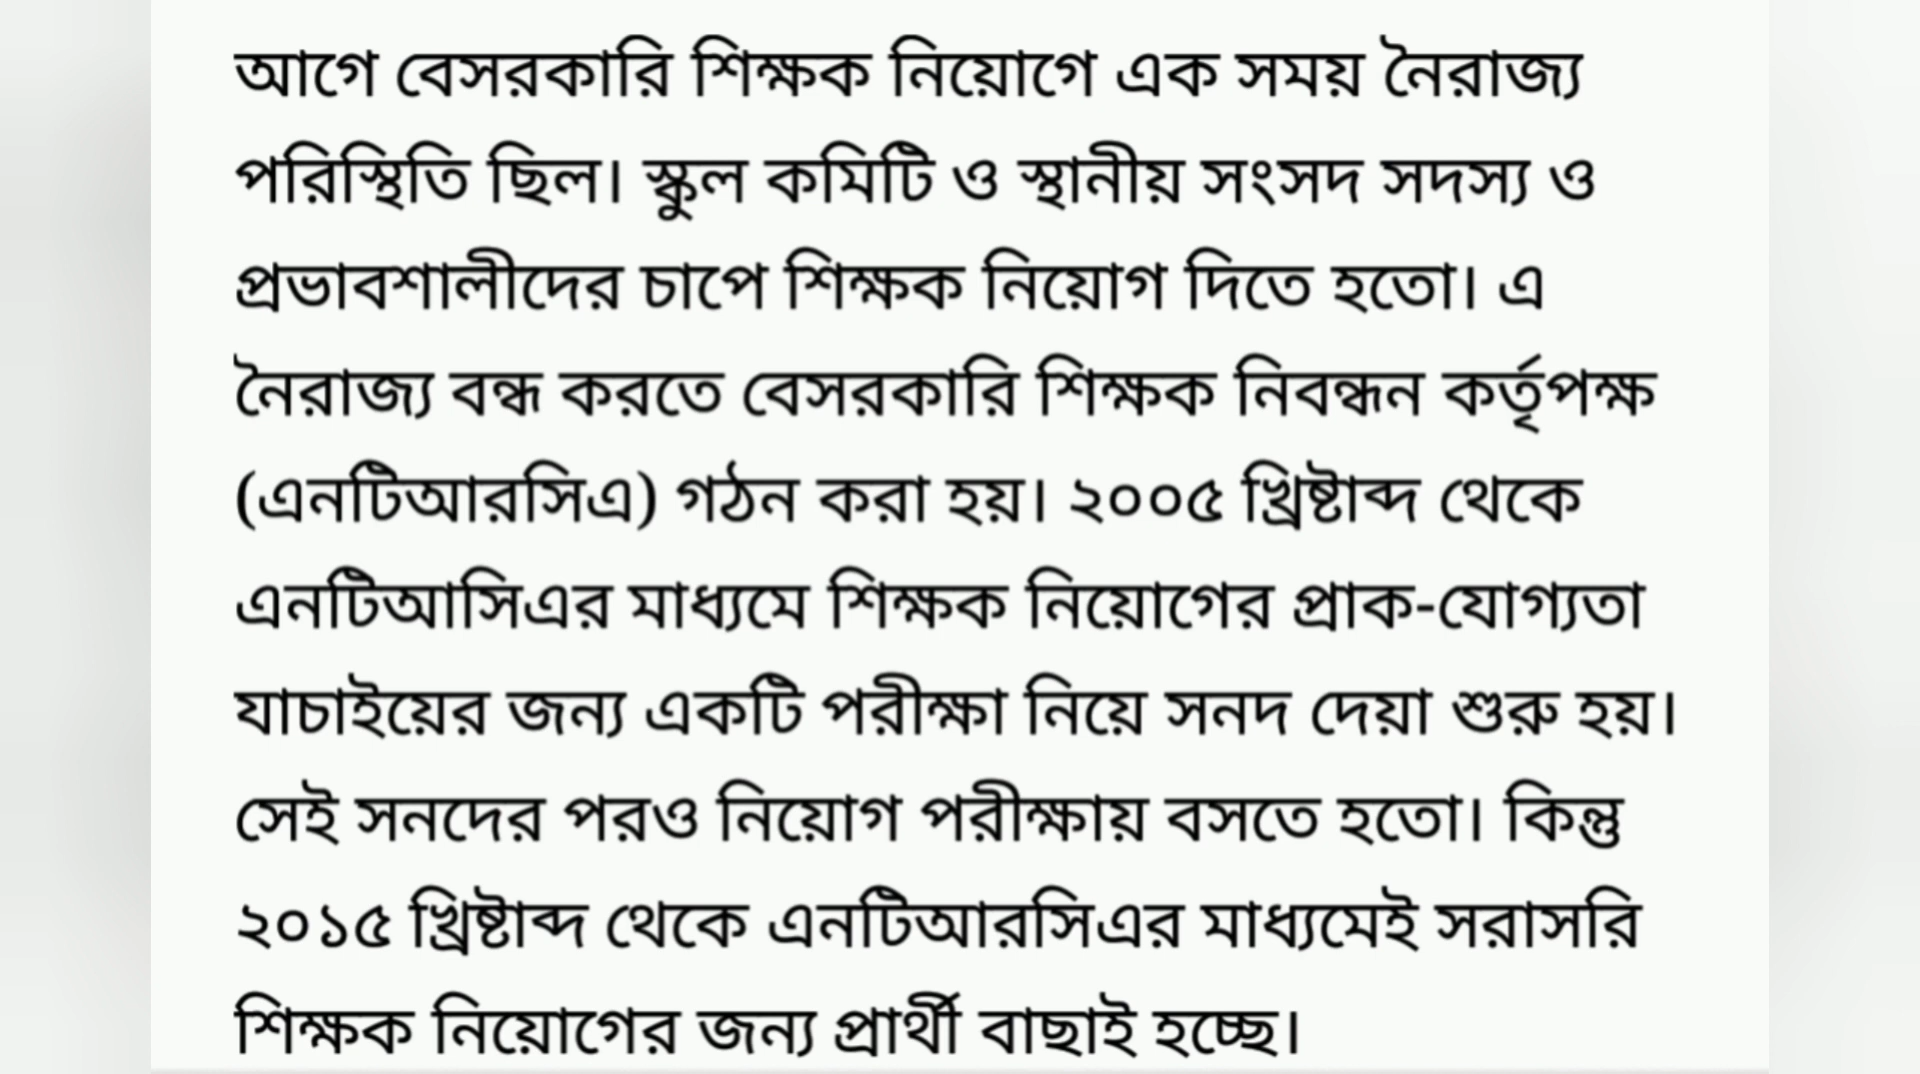 আগে বেসরকারি শিক্ষক নিয়োগে এক সময় নৈরাজ্য
পরিস্থিতি ছিল। স্কুল কমিটি ও স্থানীয় সংসদ সদস্য ও
প্রভাবশালীদের চাপে শিক্ষক নিয়োগ দিতে হতো। এ
নৈরাজ্য বন্ধ করতে বেসরকারি শিক্ষক নিবন্ধন কর্তৃপক্ষ
(এনটিআরসিএ) গঠন করা হয়। ২০০৫ খ্রিষ্টাব্দ থেকে
এনটিআসিএর মাধ্যমে শিক্ষক নিয়োগের প্রাক-যোগ্যতা
যাচাইয়ের জন্য একটি পরীক্ষা নিয়ে সনদ দেয়া শুরু হয়।
সেই সনদের পরও নিয়োগ পরীক্ষায় বসতে হতো। কিন্তু
২০১৫ খ্রিষ্টাব্দ থেকে এনটিআরসিএর মাধ্যমেই সরাসরি
শিক্ষক নিয়োগের জন্য প্রার্থী বাছাই হচ্ছে।